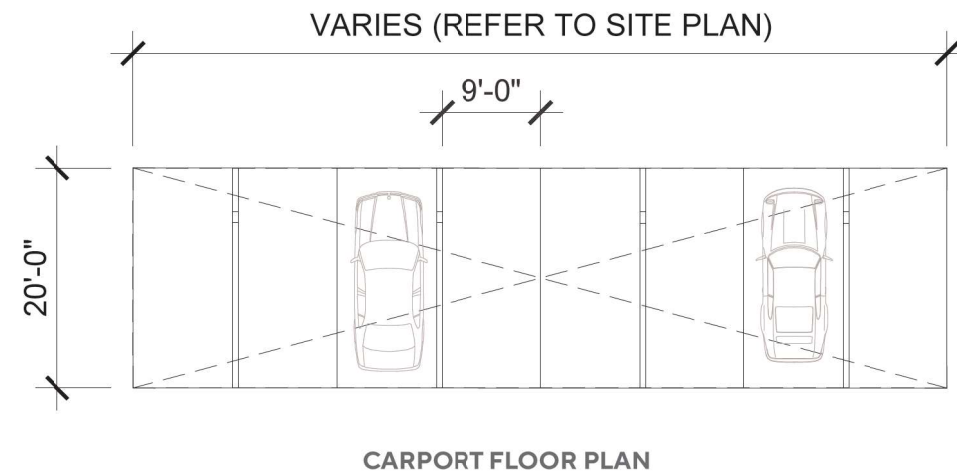 VARIES (REFER TO SITE PLAN)
9'-0"
20'-0"
CARPORT FLOOR PLAN